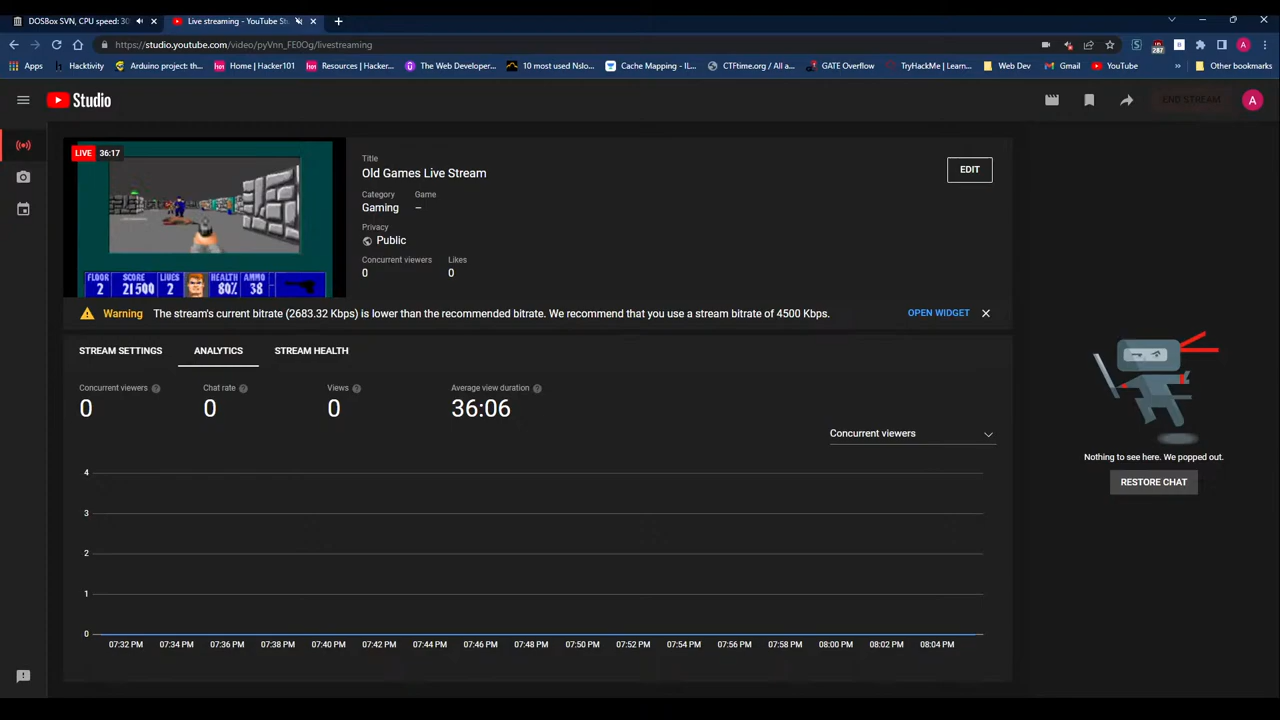 DOSBox SVN, CPU speed: 30
Live streaming - YouTube St
https://studio.youtube.com/video/pyVnn_FE0Og/livestreaming
287
A
Apps
Hacktivity
Arduino project: th...
Home | Hacker101
Resources | Hacker...
The Web Developer...
10 most used Nslo...
Cache Mapping - IL...
CTFtime.org / All a...
GATE Overflow
TryHackMe | Learn...
Web Dev
Gmail
YouTube
»
Other bookmarks
Studio
END STREAM
A
LIVE 36:17
FLOOR SCORE LIVES HEALTH AMMO
2 21500 2 80% 38
Title
Old Games Live Stream
EDIT
Category Game
Gaming –
Privacy
Public
Concurrent viewers Likes
0 0
Warning The stream's current bitrate (2683.32 Kbps) is lower than the recommended bitrate. We recommend that you use a stream bitrate of 4500 Kbps.
OPEN WIDGET
STREAM SETTINGS ANALYTICS STREAM HEALTH
Concurrent viewers Chat rate Views Average view duration
0 0 0 36:06
Concurrent viewers
4
3
2
1
0
07:32 PM 07:34 PM 07:36 PM 07:38 PM 07:40 PM 07:42 PM 07:44 PM 07:46 PM 07:48 PM 07:50 PM 07:52 PM 07:54 PM 07:56 PM 07:58 PM 08:00 PM 08:02 PM 08:04 PM
Nothing to see here. We popped out.
RESTORE CHAT